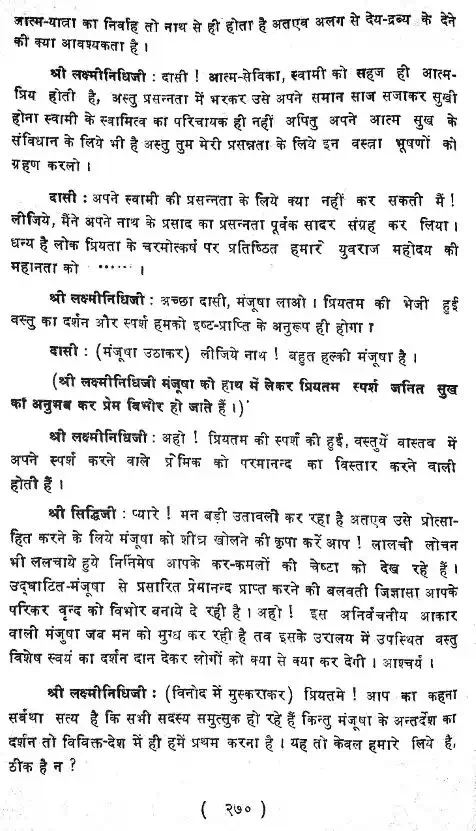 आत्म-यात्रा का निर्वाह तो नाथ से ही होता है अतएव अलग से देय-द्रव्य के देने
की क्या आवश्यकता है ।
श्री लक्ष्मीनिधिजी : दासी ! आत्म-सेविका, स्वामी को सहज ही आत्म-
प्रिय होती है, अस्तु प्रसन्नता में भरकर उसे अपने समान साज सजाकर सुखी
होना स्वामी के स्वामित्व का परिचायक ही नहीं अपितु अपने आत्म सुख के
संविधान के लिये भी है अस्तु तुम मेरी प्रसन्नता के लिये इन वस्त्रा भूषणों को
ग्रहण करलो ।
दासी : अपने स्वामी की प्रसन्नता के लिये क्या नहीं कर सकती मैं !
लीजिये, मैंने अपने नाथ के प्रसाद का प्रसन्नता पूर्वक सादर संग्रह कर लिया ।
धन्य है लोक प्रियता के चरमोत्कर्ष पर प्रतिष्ठित हमारे युवराज महोदय की
महानता को ...... ।
श्री लक्ष्मीनिधिजी : अच्छा दासी, मंजूषा लाओ । प्रियतम की भेजी हुई
वस्तु का दर्शन और स्पर्श हमको इष्ट-प्राप्ति के अनुरूप ही होगा ।
दासी : (मंजूषा उठाकर) लीजिये नाथ ! बहुत हल्की मंजूषा है ।
(श्री लक्ष्मीनिधिजी मंजूषा को हाथ में लेकर प्रियतम स्पर्श जनित सुख
का अनुभव कर प्रेम विभोर हो जाते हैं ।)
श्री लक्ष्मीनिधिजी : अहो ! प्रियतम की स्पर्श की हुई, वस्तुयें वास्तव में
अपने स्पर्श करने वाले प्रेमिक को परमानन्द का विस्तार करने वाली
होती हैं ।
श्री सिद्धिजी : प्यारे ! मन बड़ी उतावली कर रहा है अतएव उसे प्रोत्सा-
हित करने के लिये मंजूषा को शीघ्र खोलने की कृपा करें आप ! लालची लोचन
भी ललचाये हुये निर्निमेष आपके कर-कमलों की चेष्टा को देख रहे हैं ।
उद्घाटित-मंजूषा से प्रसारित प्रेमानन्द प्राप्त करने की बलवती जिज्ञासा आपके
परिकर वृन्द को विभोर बनाये दे रही है । अहो ! इस अनिर्वचनीय आकार
वाली मंजूषा जब मन को मुग्ध कर रही है तव इसके उरालय में उपस्थित वस्तु
विशेष स्वयं का दर्शन दान देकर लोगों को क्या से क्या कर देगी । आश्चर्य ।
श्री लक्ष्मीनिधिजी : (विनोद में मुस्कराकर) प्रियतमे ! आप का कहना
सर्वथा सत्य है कि सभी सदस्य समुत्सुक हो रहे हैं किन्तु मंजूषा के अन्तर्देश का
दर्शन तो विविक्त-देश में ही हमें प्रथम करना है । यह तो केवल हमारे लिये है,
ठीक है न ?
( २७० )